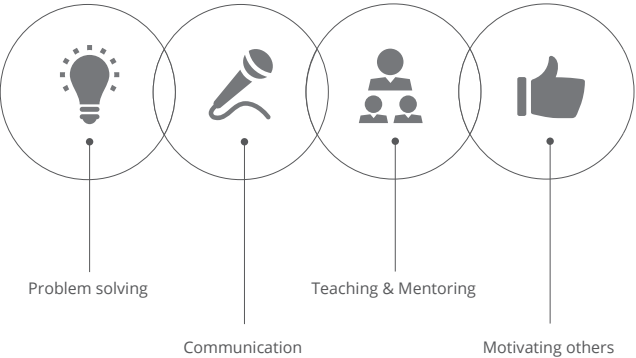 Problem solving
Teaching & Mentoring
Communication
Motivating others